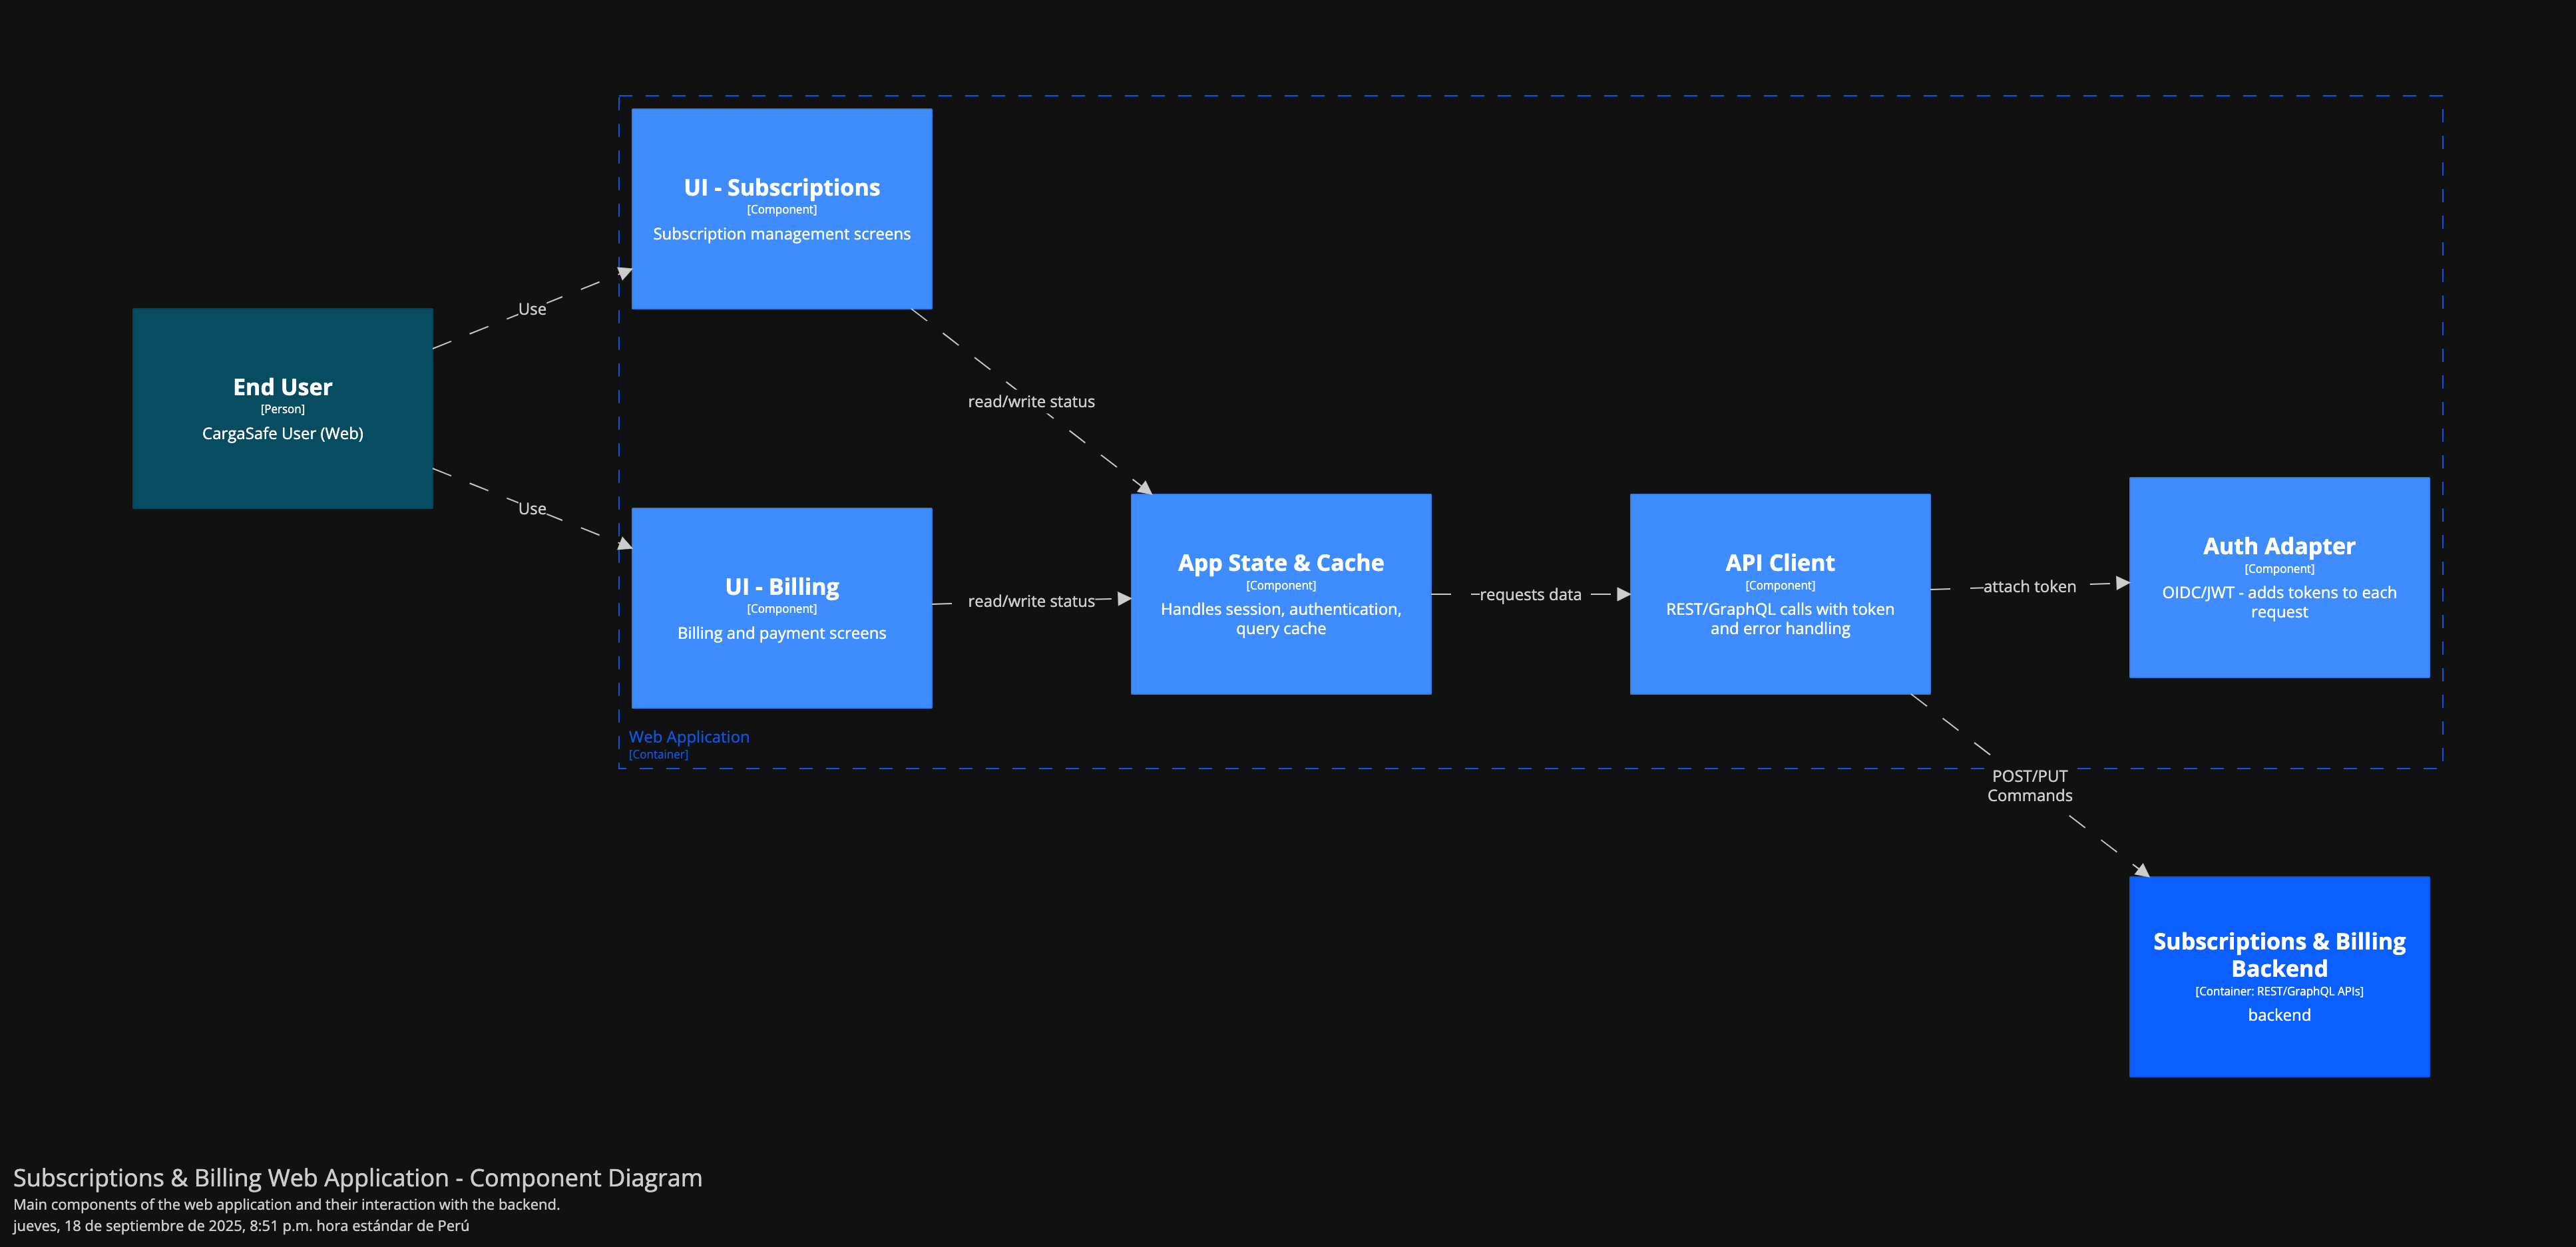 UI - Subscriptions
[Component]
Subscription management screens
Use
End User
[Person]
CargaSafe User (Web)
Use
read/write status
UI - Billing
[Component]
Billing and payment screens
read/write status
App State & Cache
[Component]
Handles session, authentication,
query cache
requests data
API Client
[Component]
REST/GraphQL calls with token
and error handling
attach token
Auth Adapter
[Component]
OIDC/JWT - adds tokens to each
request
Web Application
[Container]
POST/PUT
Commands
Subscriptions & Billing
Backend
[Container: REST/GraphQL APIs]
backend
Subscriptions & Billing Web Application - Component Diagram
Main components of the web application and their interaction with the backend.
jueves, 18 de septiembre de 2025, 8:51 p.m. hora estándar de Perú